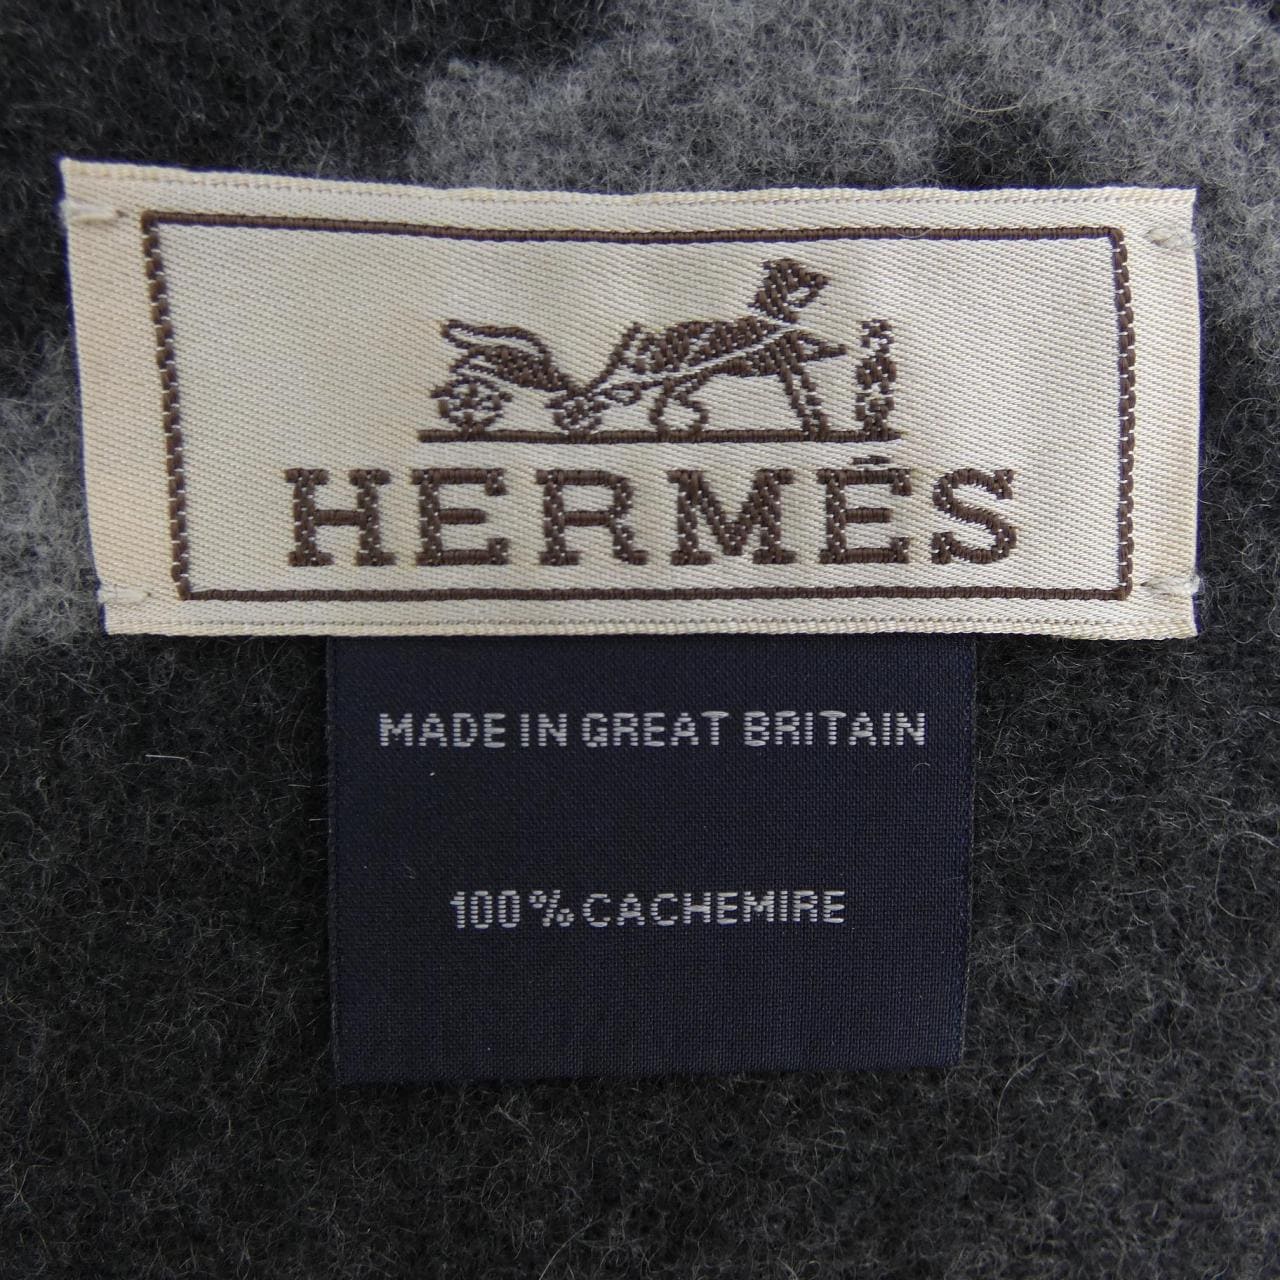 HERMÈS
MADE IN GREAT BRITAIN
100% CACHEMIRE